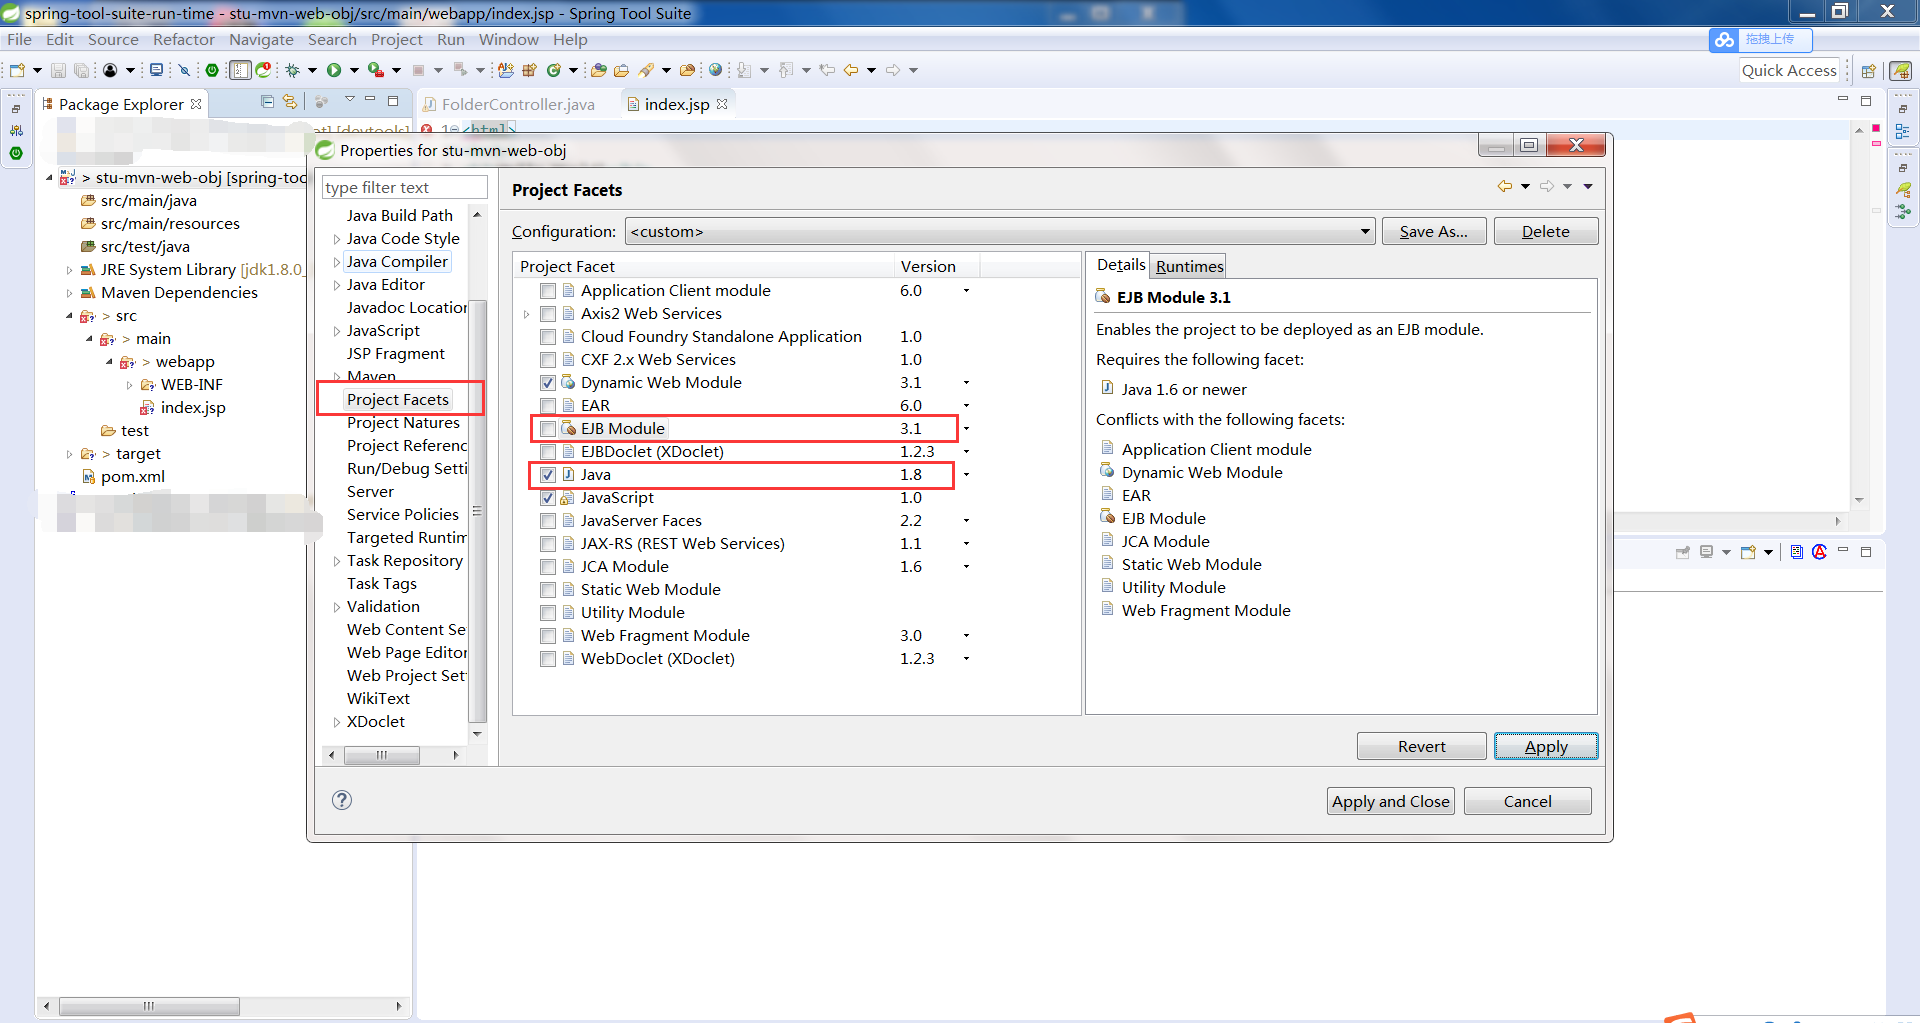 spring-tool-suite-run-time - stu-mvn-web-obj/src/main/webapp/index.jsp - Spring Tool Suite
File Edit Source Refactor Navigate Search Project Run Window Help
拖拽上传
Quick Access
Package Explorer
FolderController.java
index.jsp
[devtools]
1
<html>
stu-mvn-web-obj [spring-too
src/main/java
src/main/resources
src/test/java
JRE System Library [jdk1.8.0_
Maven Dependencies
> src
> main
> webapp
WEB-INF
index.jsp
test
> target
pom.xml
Properties for stu-mvn-web-obj
type filter text
Java Build Path
Java Code Style
Java Compiler
Java Editor
Javadoc Location
JavaScript
JSP Fragment
Maven
Project Facets
Project Natures
Project Referenc
Run/Debug Setti
Server
Service Policies
Targeted Runtim
Task Repository
Task Tags
Validation
Web Content Se
Web Page Editor
Web Project Set
WikiText
XDoclet
Project Facets
Configuration: <custom> Save As... Delete
Project Facet Version
Application Client module 6.0
Axis2 Web Services
Cloud Foundry Standalone Application 1.0
CXF 2.x Web Services 1.0
Dynamic Web Module 3.1
EAR 6.0
EJB Module 3.1
EJBDoclet (XDoclet) 1.2.3
Java 1.8
JavaScript 1.0
JavaServer Faces 2.2
JAX-RS (REST Web Services) 1.1
JCA Module 1.6
Static Web Module
Utility Module
Web Fragment Module 3.0
WebDoclet (XDoclet) 1.2.3
Details Runtimes
EJB Module 3.1
Enables the project to be deployed as an EJB module.
Requires the following facet:
Java 1.6 or newer
Conflicts with the following facets:
Application Client module
Dynamic Web Module
EAR
EJB Module
JCA Module
Static Web Module
Utility Module
Web Fragment Module
Revert Apply
Apply and Close Cancel